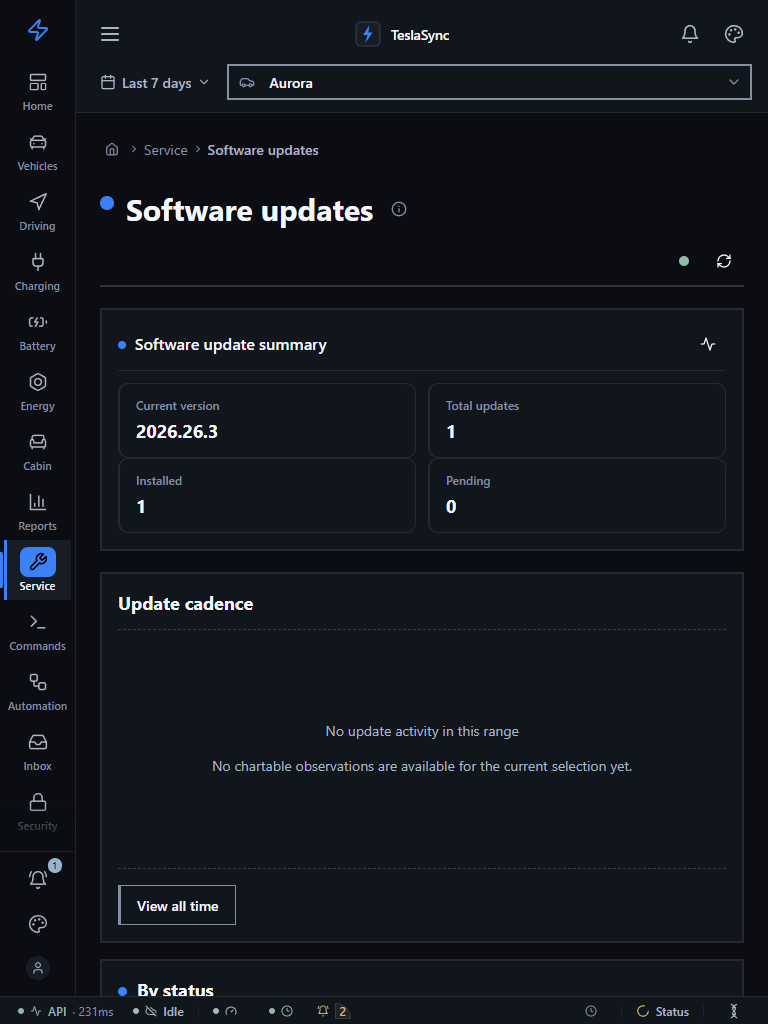 TeslaSync
Last 7 days
Aurora
Home
Vehicles
Driving
Charging
Battery
Energy
Cabin
Reports
Service
Commands
Automation
Inbox
Security
1
Service
Software updates
Software updates
Software update summary
Current version
2026.26.3
Total updates
1
Installed
1
Pending
0
Update cadence
No update activity in this range
No chartable observations are available for the current selection yet.
View all time
By status
API · 231ms
Idle
2
Status